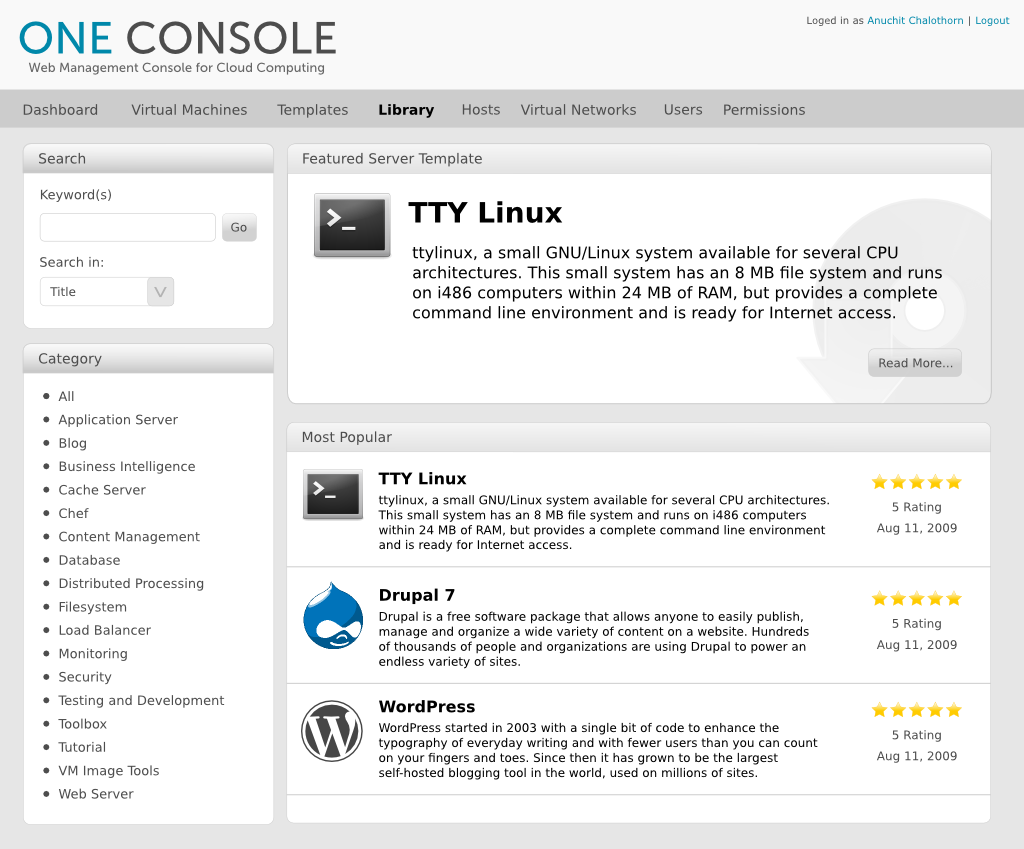 ONE CONSOLE
Web Management Console for Cloud Computing
Loged in as Anuchit Chalothorn | Logout
Dashboard Virtual Machines Templates Library Hosts Virtual Networks Users Permissions
Search
Keyword(s)
Go
Search in:
Title V
Category
All
Application Server
Blog
Business Intelligence
Cache Server
Chef
Content Management
Database
Distributed Processing
Filesystem
Load Balancer
Monitoring
Security
Testing and Development
Toolbox
Tutorial
VM Image Tools
Web Server
Featured Server Template
>_
TTY Linux
ttylinux, a small GNU/Linux system available for several CPU
architectures. This small system has an 8 MB file system and runs
on i486 computers within 24 MB of RAM, but provides a complete
command line environment and is ready for Internet access.
Read More...
Most Popular
>_
TTY Linux
ttylinux, a small GNU/Linux system available for several CPU architectures.
This small system has an 8 MB file system and runs on i486 computers
within 24 MB of RAM, but provides a complete command line environment
and is ready for Internet access.
5 Rating
Aug 11, 2009
Drupal 7
Drupal is a free software package that allows anyone to easily publish,
manage and organize a wide variety of content on a website. Hundreds
of thousands of people and organizations are using Drupal to power an
endless variety of sites.
5 Rating
Aug 11, 2009
W
WordPress
WordPress started in 2003 with a single bit of code to enhance the
typography of everyday writing and with fewer users than you can count
on your fingers and toes. Since then it has grown to be the largest
self-hosted blogging tool in the world, used on millions of sites.
5 Rating
Aug 11, 2009